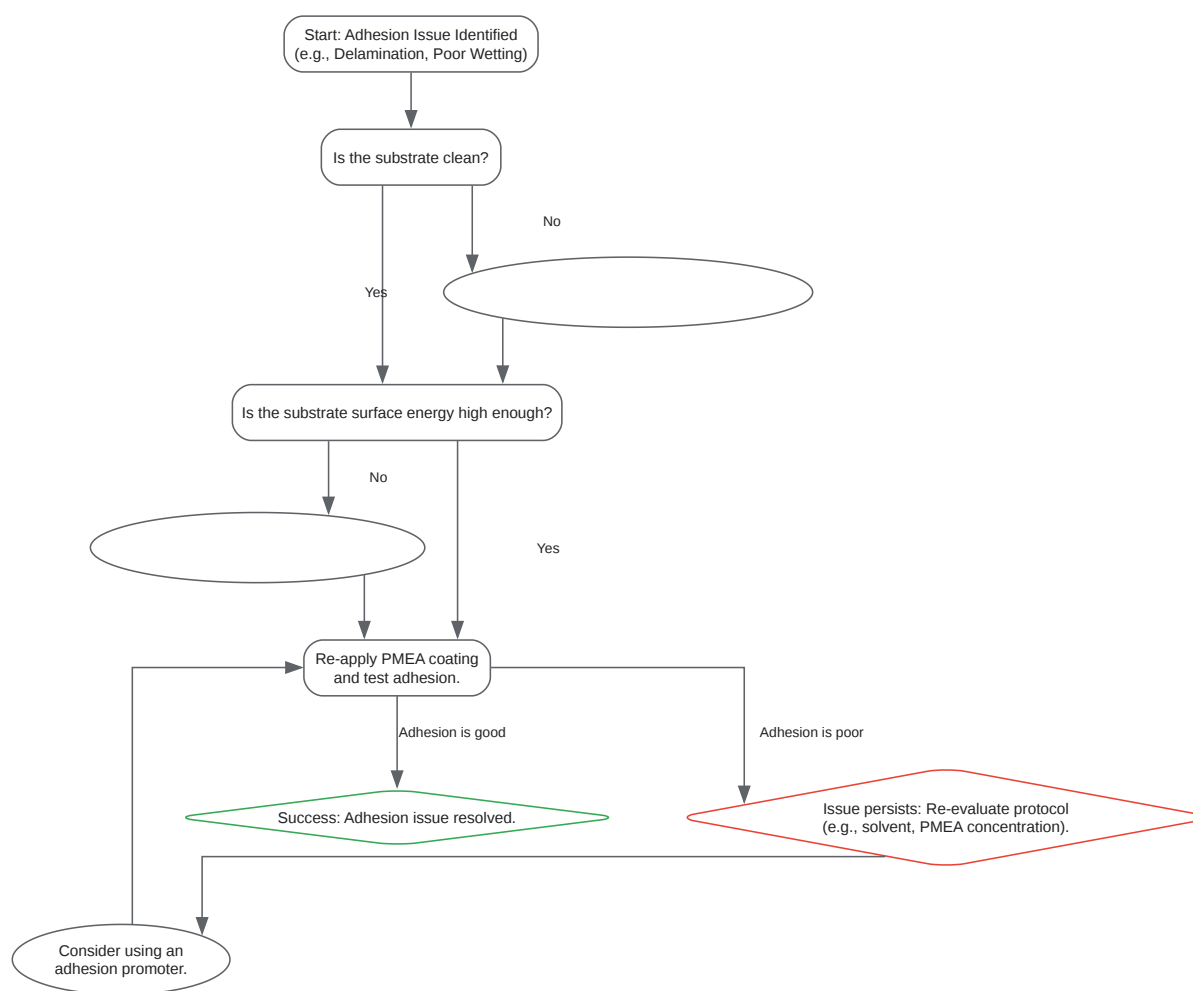 Start: Adhesion Issue Identified
(e.g., Delamination, Poor Wetting)
Is the substrate clean?
No
Yes
Is the substrate surface energy high enough?
No
Yes
Re-apply PMEA coating
and test adhesion.
Adhesion is good
Adhesion is poor
Success: Adhesion issue resolved.
Issue persists: Re-evaluate protocol
(e.g., solvent, PMEA concentration).
Consider using an
adhesion promoter.